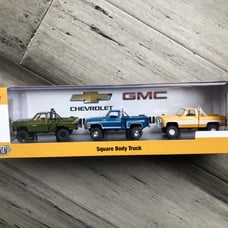 GMC
CHEVROLET
Square Body Truck